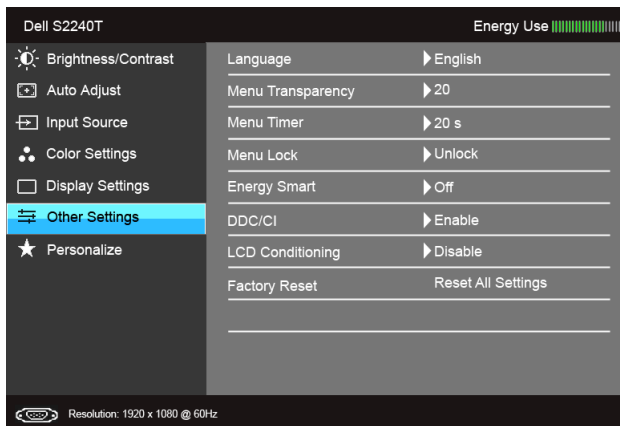 Dell S2240T
Energy Use
Brightness/Contrast
Auto Adjust
Input Source
Color Settings
Display Settings
Other Settings
Personalize
Language English
Menu Transparency 20
Menu Timer 20 s
Menu Lock Unlock
Energy Smart Off
DDC/CI Enable
LCD Conditioning Disable
Factory Reset Reset All Settings
Resolution: 1920 x 1080 @ 60Hz